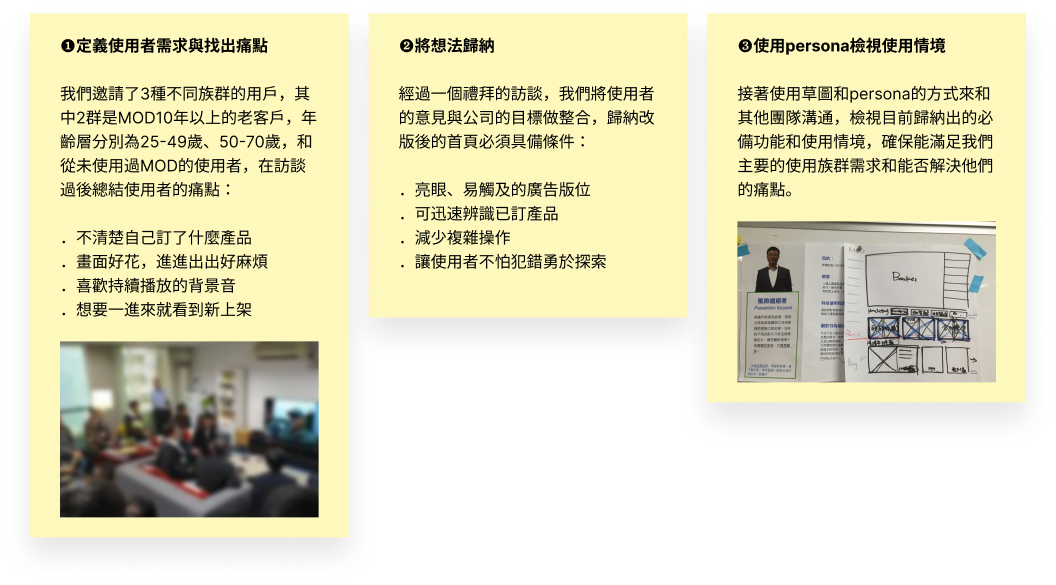 ❶定義使用者需求與找出痛點
我們邀請了3種不同族群的用戶，其
中2群是MOD10年以上的老客戶，年
齡層分別為25-49歲、50-70歲，和
從未使用過MOD的使用者，在訪談
過後總結使用者的痛點：
．不清楚自己訂了什麼產品
．畫面好花，進進出出好麻煩
．喜歡持續播放的背景音
．想要一進來就看到新上架
❷將想法歸納
經過一個禮拜的訪談，我們將使用者
的意見與公司的目標做整合，歸納改
版後的首頁必須具備條件：
．亮眼、易觸及的廣告版位
．可迅速辨識已訂產品
．減少複雜操作
．讓使用者不怕犯錯勇於探索
❸使用persona檢視使用情境
接著使用草圖和persona的方式來和
其他團隊溝通，檢視目前歸納出的必
備功能和使用情境，確保能滿足我們
主要的使用族群需求和能否解決他們
的痛點。
風險趨避者
Prevention focused
目的：